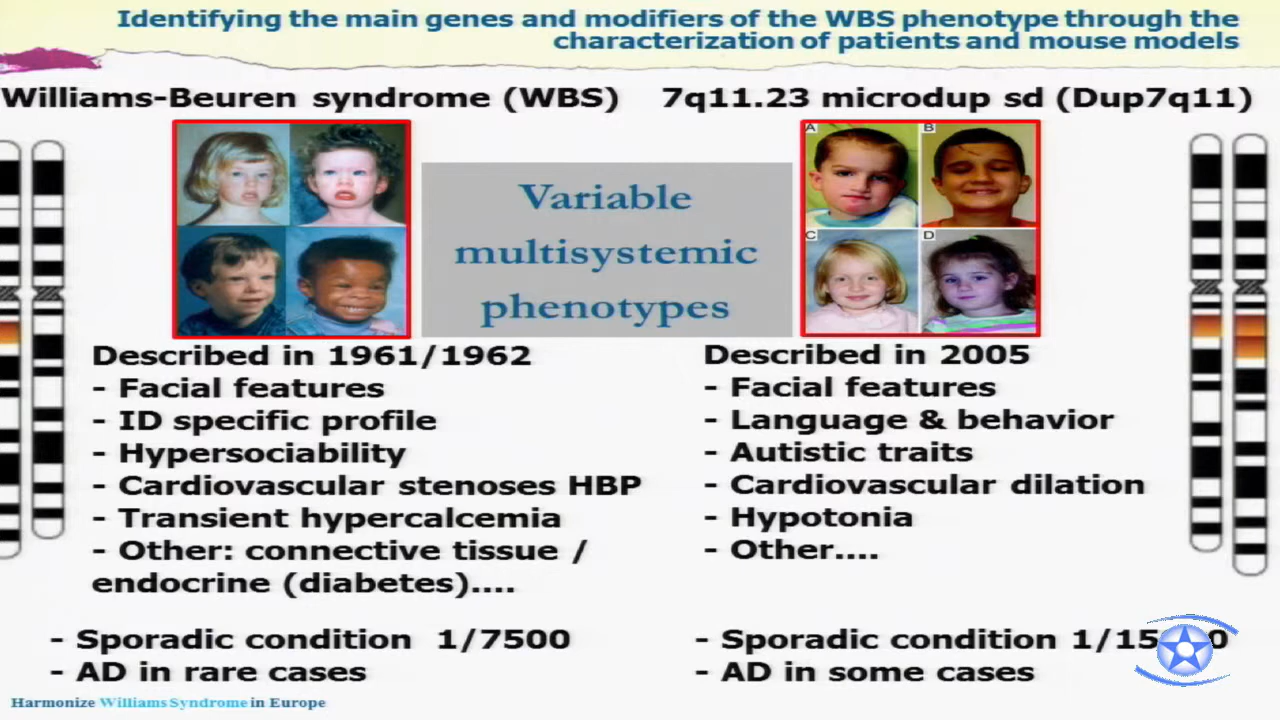 Identifying the main genes and modifiers of the WBS phenotype through the
characterization of patients and mouse models
Williams-Beuren syndrome (WBS)
7q11.23 microdup sd (Dup7q11)
A
B
C
D
Variable
multisystemic
phenotypes
Described in 1961/1962
- Facial features
- ID specific profile
- Hypersociability
- Cardiovascular stenoses HBP
- Transient hypercalcemia
- Other: connective tissue /
endocrine (diabetes)....
- Sporadic condition 1/7500
- AD in rare cases
Described in 2005
- Facial features
- Language & behavior
- Autistic traits
- Cardiovascular dilation
- Hypotonia
- Other....
- Sporadic condition
- AD in some cases
Harmonize Williams Syndrome in Europe